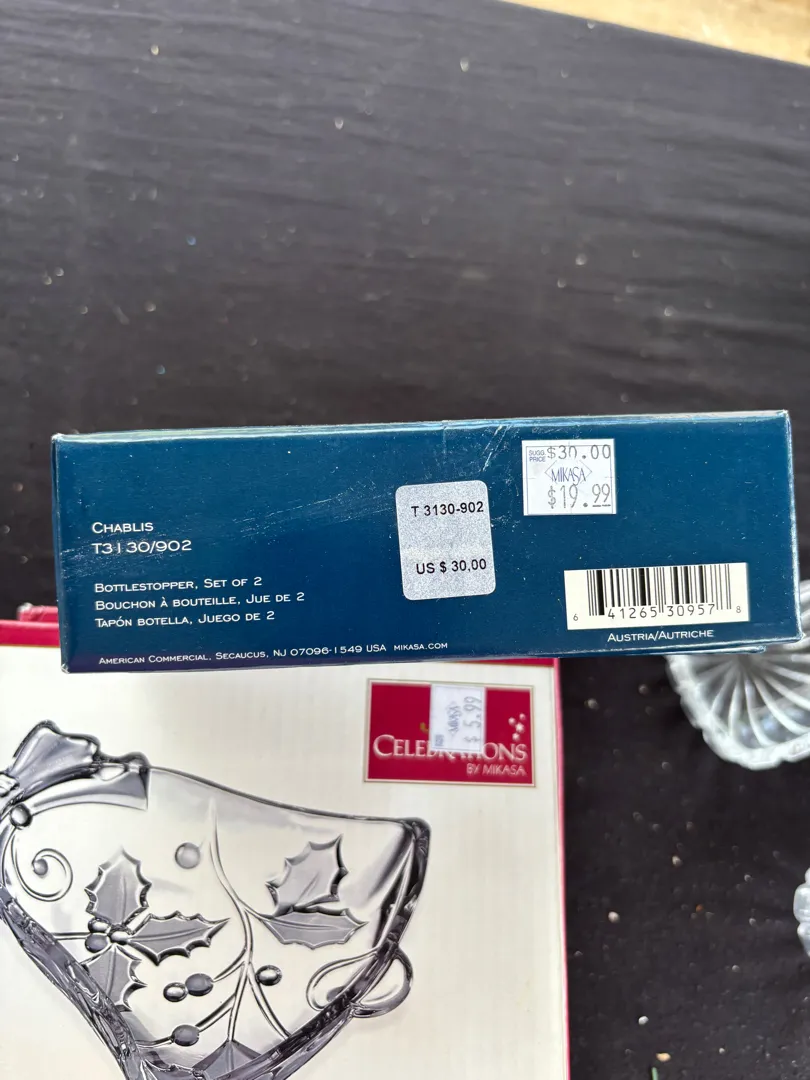 CHABLIS
T3130/902
BOTTLESTOPPER, SET OF 2
BOUCHON À BOUTEILLE, JUE DE 2
TAPÓN BOTELLA, JUEGO DE 2
AMERICAN COMMERCIAL, SECAUCUS, NJ 07096-1549 USA MIKASA.COM
T 3130-902
US $ 30.00
SUGG. PRICE $30.00
MIKASA
$19.99
6 41265 30957 8
AUSTRIA/AUTRICHE
MIKASA
$ 5.99
CELEBRATIONS
BY MIKASA